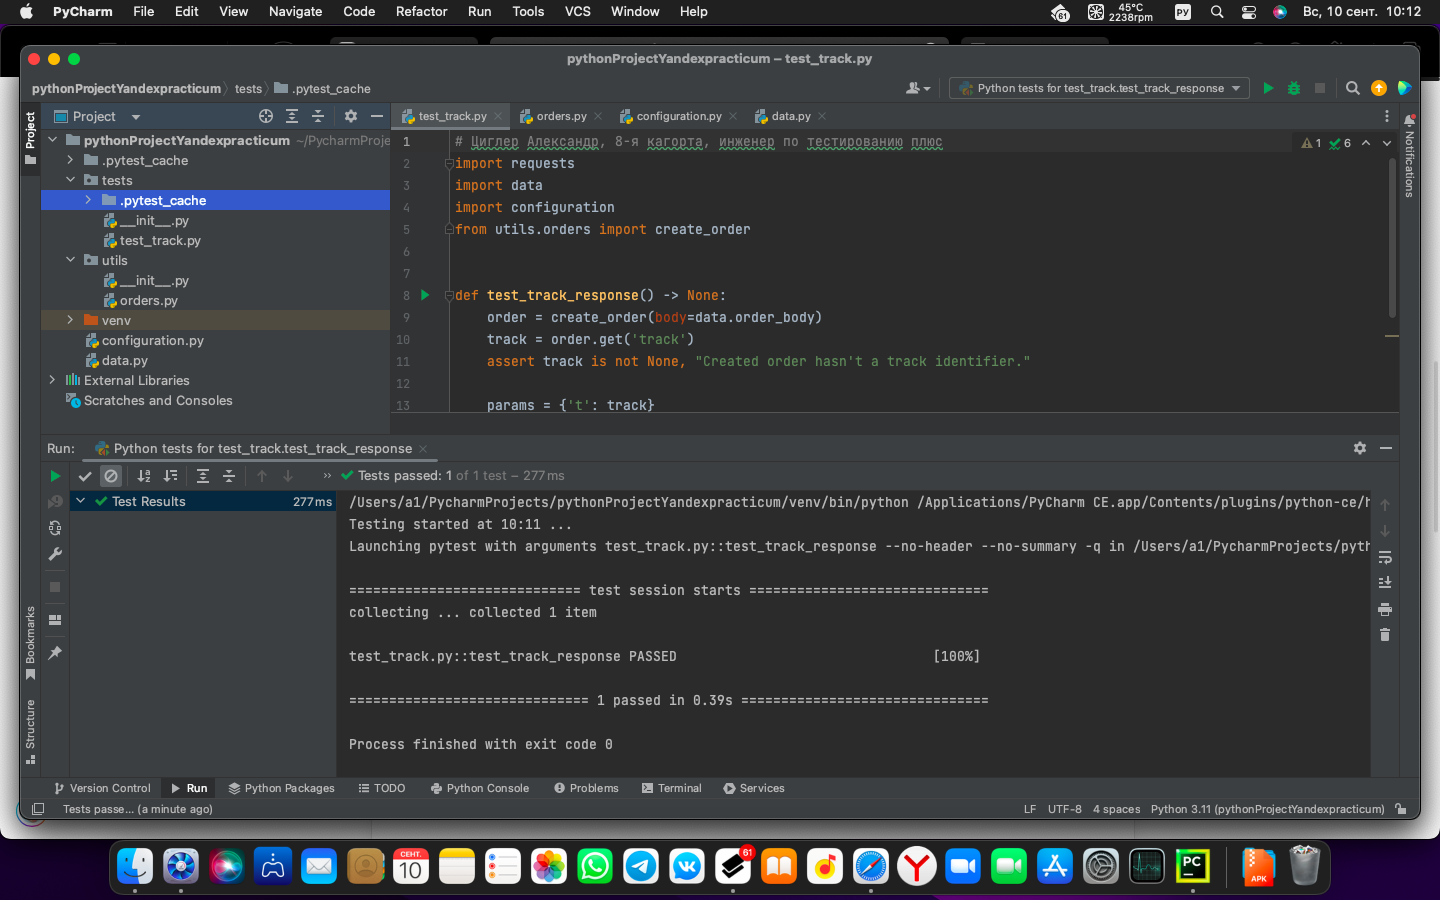 PyCharm File Edit View Navigate Code Refactor Run Tools VCS Window Help
61 45°C 2238rpm РУ Вс, 10 сент. 10:12
pythonProjectYandexpracticum – test_track.py
pythonProjectYandexpracticum tests .pytest_cache
Python tests for test_track.test_track_response
Project
Project
test_track.py orders.py configuration.py data.py
Notifications
pythonProjectYandexpracticum ~/PycharmProje
.pytest_cache
tests
.pytest_cache
__init__.py
test_track.py
utils
__init__.py
orders.py
venv
configuration.py
data.py
External Libraries
Scratches and Consoles
1 # Циглер Александр, 8-я кагорта, инженер по тестированию плюс
1 6
2 import requests
3 import data
4 import configuration
5 from utils.orders import create_order
6
7
8 def test_track_response() -> None:
9 order = create_order(body=data.order_body)
10 track = order.get('track')
11 assert track is not None, "Created order hasn't a track identifier."
12
13 params = {'t': track}
Run: Python tests for test_track.test_track_response
» Tests passed: 1 of 1 test – 277 ms
Test Results 277 ms
/Users/a1/PycharmProjects/pythonProjectYandexpracticum/venv/bin/python /Applications/PyCharm CE.app/Contents/plugins/python-ce/h
Testing started at 10:11 ...
Launching pytest with arguments test_track.py::test_track_response --no-header --no-summary -q in /Users/a1/PycharmProjects/pyth
============================= test session starts ==============================
collecting ... collected 1 item
test_track.py::test_track_response PASSED [100%]
============================== 1 passed in 0.39s ===============================
Process finished with exit code 0
Bookmarks
Structure
Version Control Run Python Packages TODO Python Console Problems Terminal Services
Tests passe... (a minute ago) LF UTF-8 4 spaces Python 3.11 (pythonProjectYandexpracticum)
СЕНТ.
10
61
PC
APK